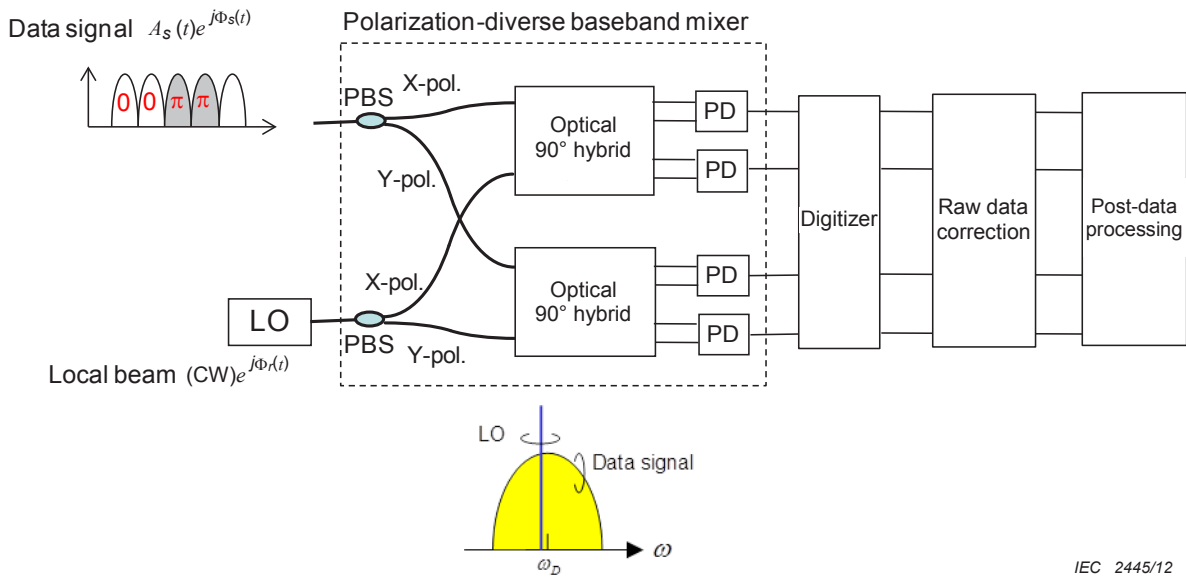 Polarization-diverse baseband mixer
Data signal A_s(t)e^{jΦ_s(t)}
0 0 π π
PBS
X-pol.
Y-pol.
Optical
90° hybrid
PD
PD
X-pol.
Optical
90° hybrid
PD
PD
LO
PBS
Y-pol.
Local beam (CW)e^{jΦ_r(t)}
Digitizer
Raw data
correction
Post-data
processing
LO
Data signal
ω_D
ω
IEC 2445/12